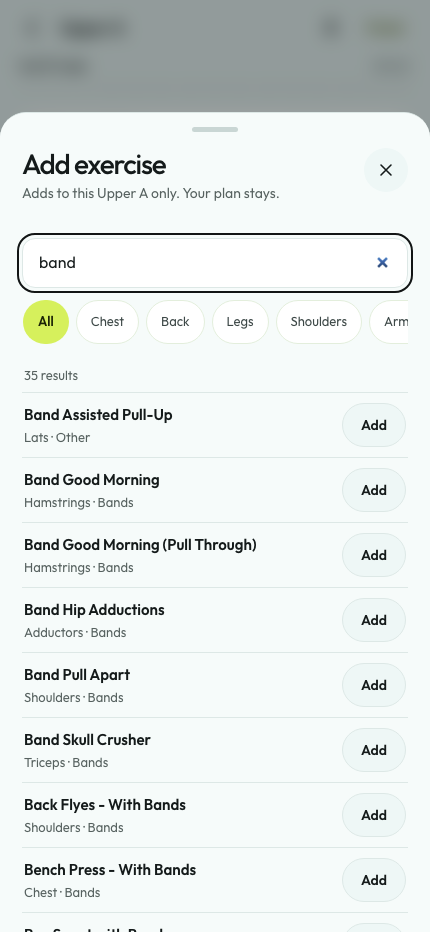 Add exercise
Adds to this Upper A only. Your plan stays.
band
All Chest Back Legs Shoulders Arm
35 results
Band Assisted Pull-Up
Lats · Other
Add
Band Good Morning
Hamstrings · Bands
Add
Band Good Morning (Pull Through)
Hamstrings · Bands
Add
Band Hip Adductions
Adductors · Bands
Add
Band Pull Apart
Shoulders · Bands
Add
Band Skull Crusher
Triceps · Bands
Add
Back Flyes - With Bands
Shoulders · Bands
Add
Bench Press - With Bands
Chest · Bands
Add